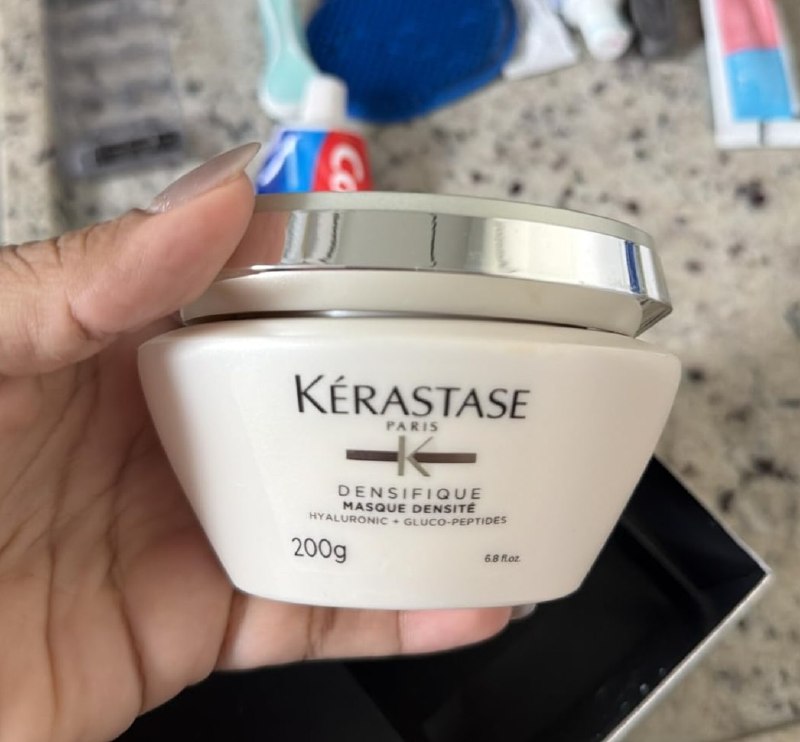 KÉRASTASE
PARIS
K
DENSIFIQUE
MASQUE DENSITÉ
HYALURONIC + GLUCO-PEPTIDES
200g 6.8 fl.oz.